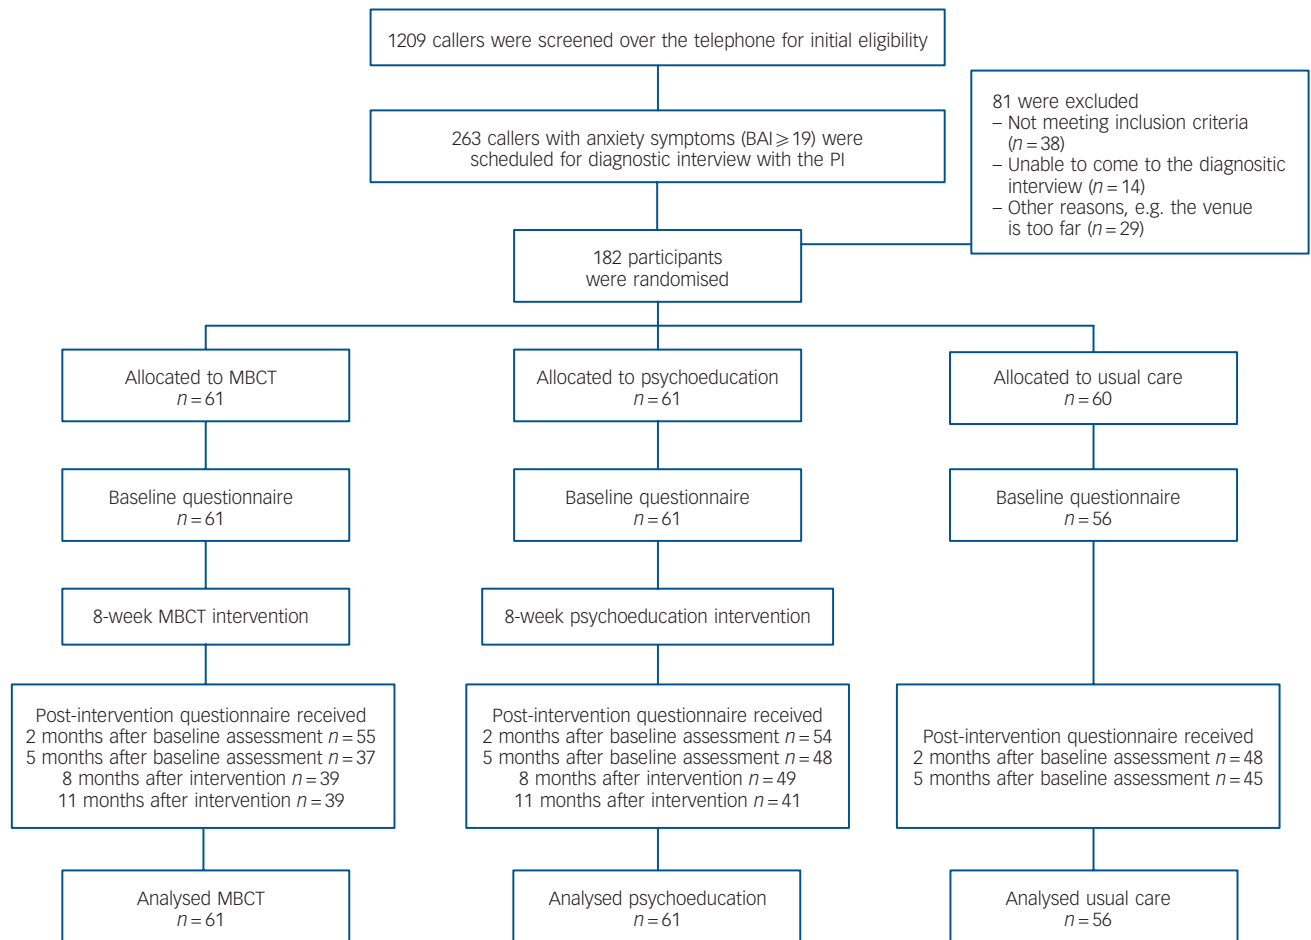 1209 callers were screened over the telephone for initial eligibility
81 were excluded
– Not meeting inclusion criteria
(n = 38)
– Unable to come to the diagnositic
interview (n = 14)
– Other reasons, e.g. the venue
is too far (n = 29)
263 callers with anxiety symptoms (BAI ⩾ 19) were
scheduled for diagnostic interview with the PI
182 participants
were randomised
Allocated to MBCT
n = 61
Allocated to psychoeducation
n = 61
Allocated to usual care
n = 60
Baseline questionnaire
n = 61
Baseline questionnaire
n = 61
Baseline questionnaire
n = 56
8-week MBCT intervention
8-week psychoeducation intervention
Post-intervention questionnaire received
2 months after baseline assessment n = 55
5 months after baseline assessment n = 37
8 months after intervention n = 39
11 months after intervention n = 39
Post-intervention questionnaire received
2 months after baseline assessment n = 54
5 months after baseline assessment n = 48
8 months after intervention n = 49
11 months after intervention n = 41
Post-intervention questionnaire received
2 months after baseline assessment n = 48
5 months after baseline assessment n = 45
Analysed MBCT
n = 61
Analysed psychoeducation
n = 61
Analysed usual care
n = 56